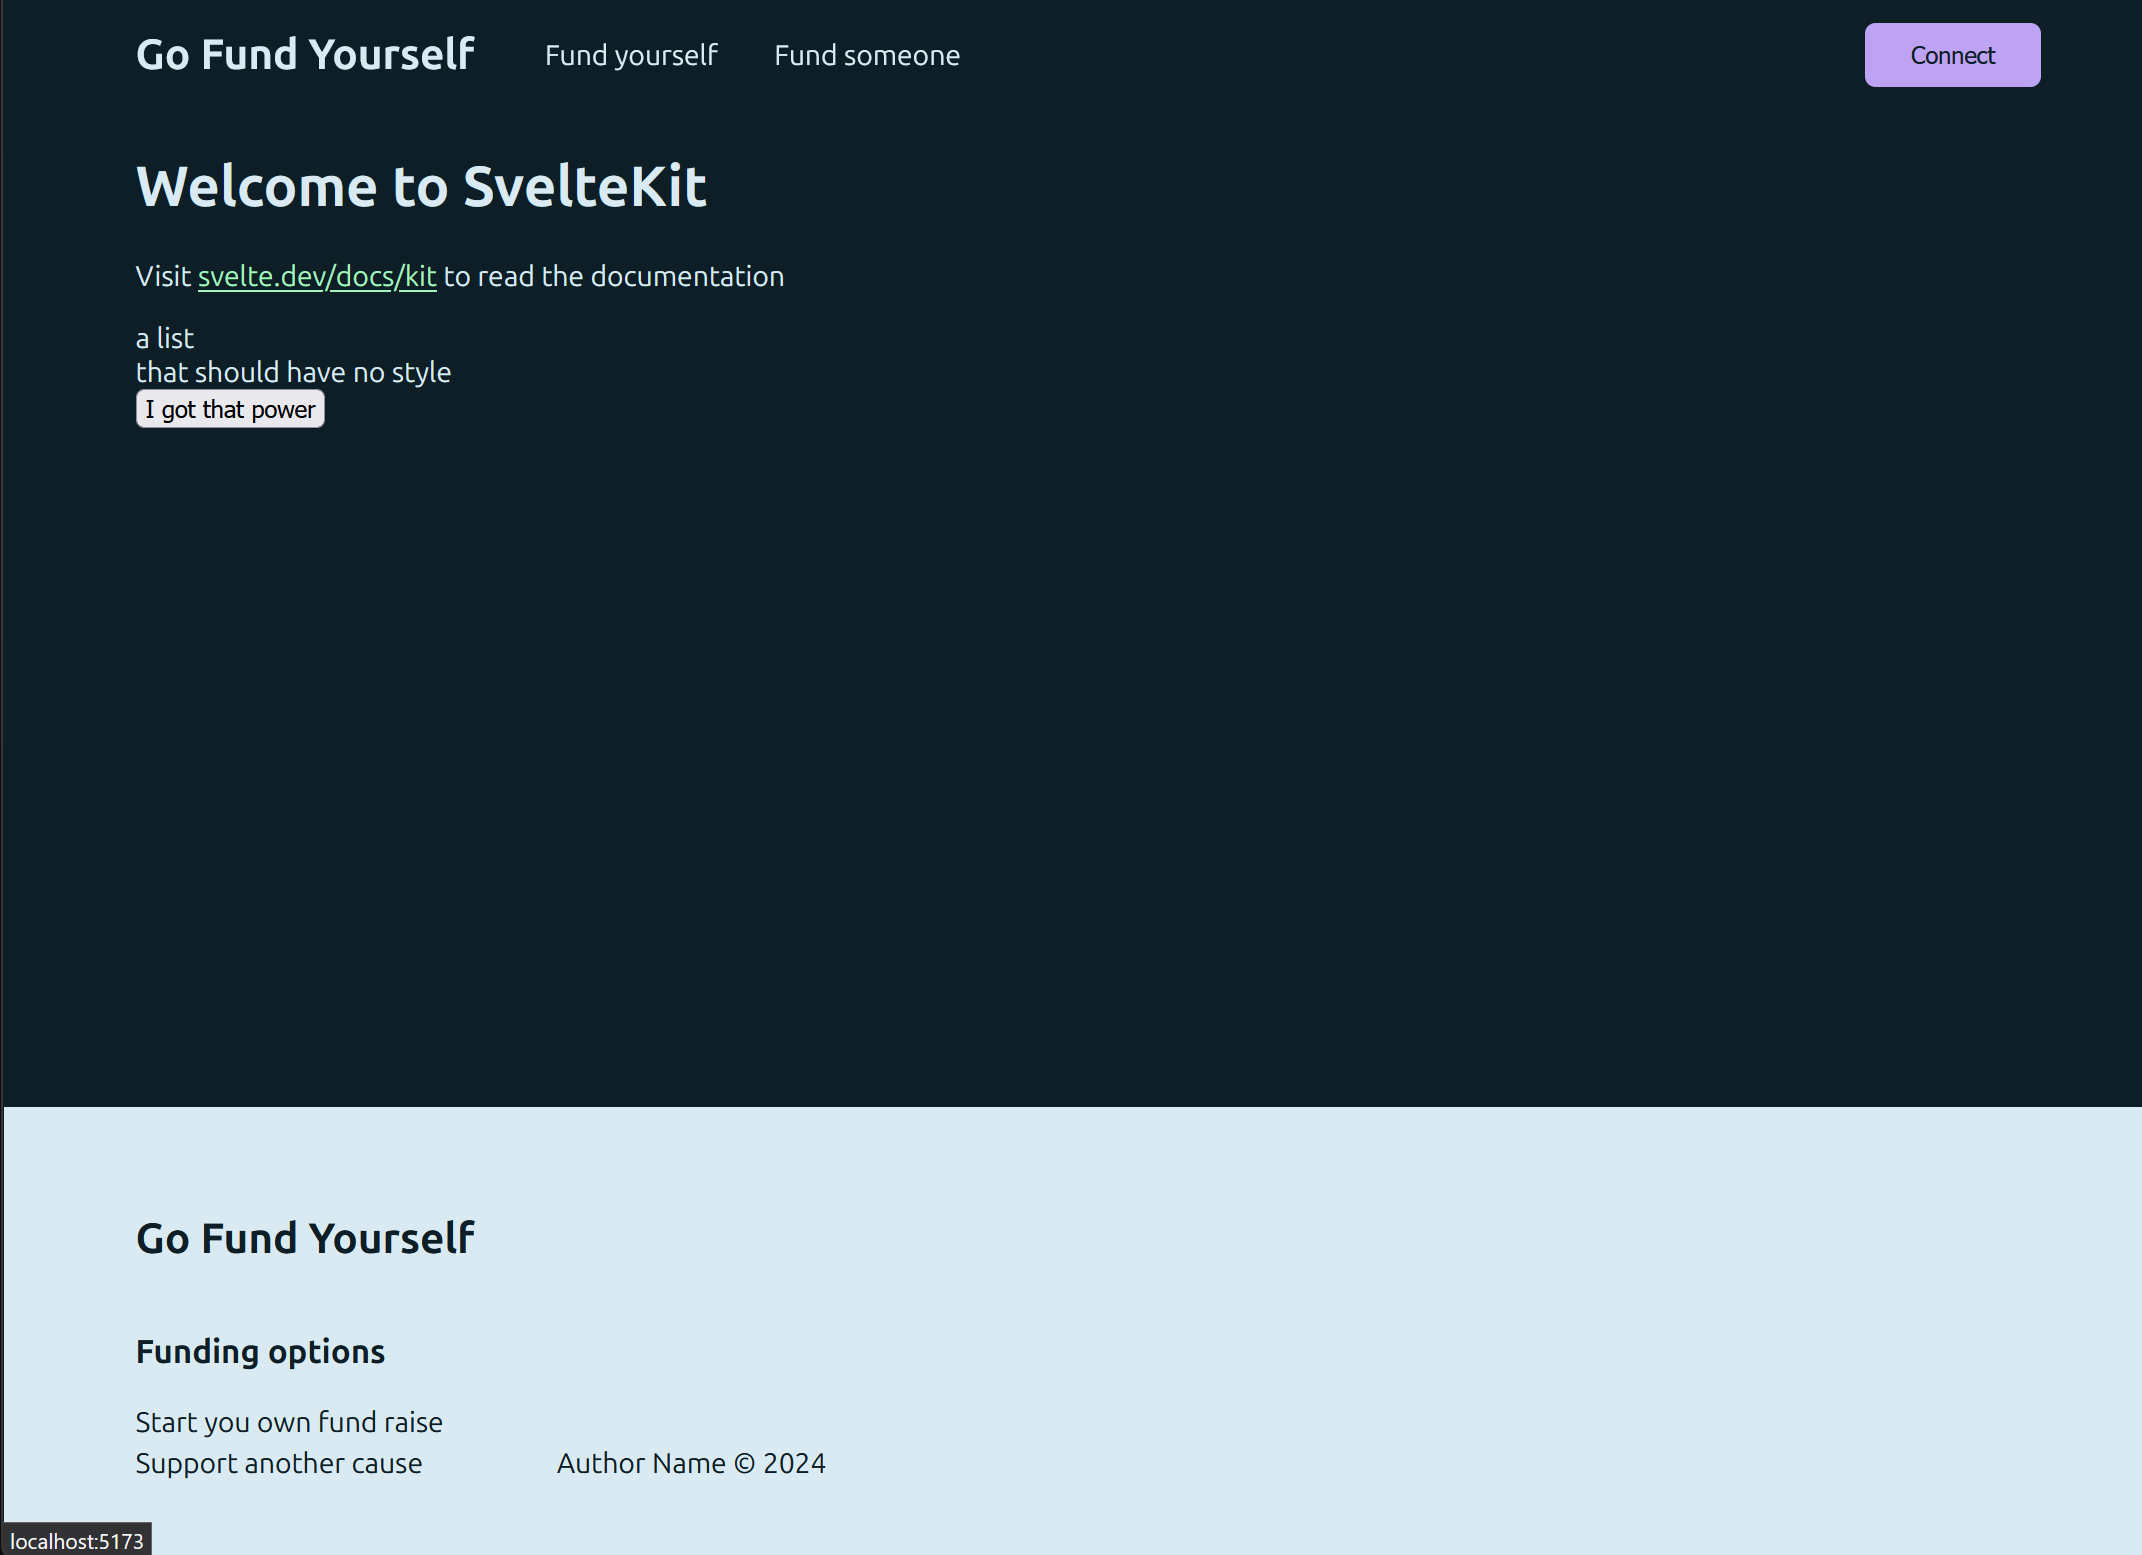 Go Fund Yourself Fund yourself Fund someone Connect
Welcome to SvelteKit
Visit svelte.dev/docs/kit to read the documentation
a list
that should have no style
I got that power
Go Fund Yourself
Funding options
Start you own fund raise
Support another cause Author Name © 2024
localhost:5173